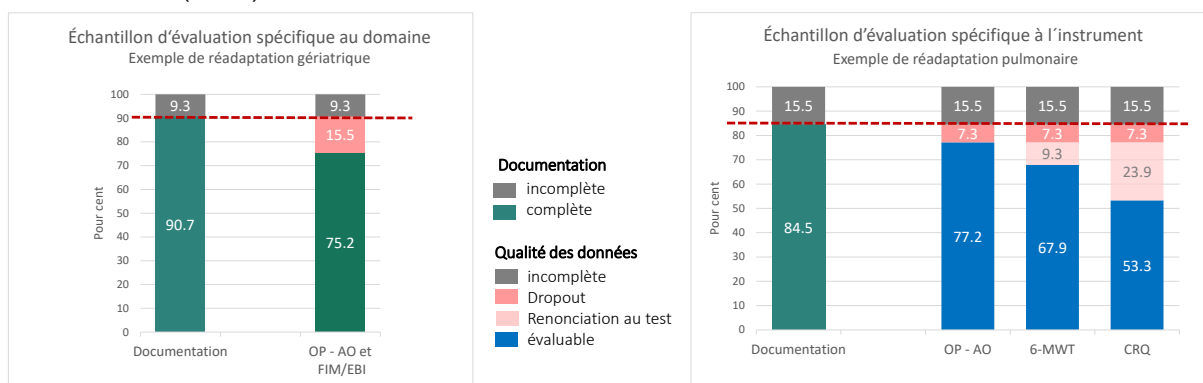 Échantillon d'évaluation spécifique au domaine
Exemple de réadaptation gériatrique
Pour cent
100
90
80
70
60
50
40
30
20
10
0
9.3
90.7
9.3
15.5
75.2
Documentation
OP - AO et
FIM/EBI
Documentation
incomplète
complète
Qualité des données
incomplète
Dropout
Renonciation au test
évaluable
Échantillon d'évaluation spécifique à l´instrument
Exemple de réadaptation pulmonaire
Pour cent
100
90
80
70
60
50
40
30
20
10
0
15.5
84.5
15.5
7.3
77.2
15.5
7.3
9.3
67.9
15.5
7.3
23.9
53.3
Documentation
OP - AO
6-MWT
CRQ